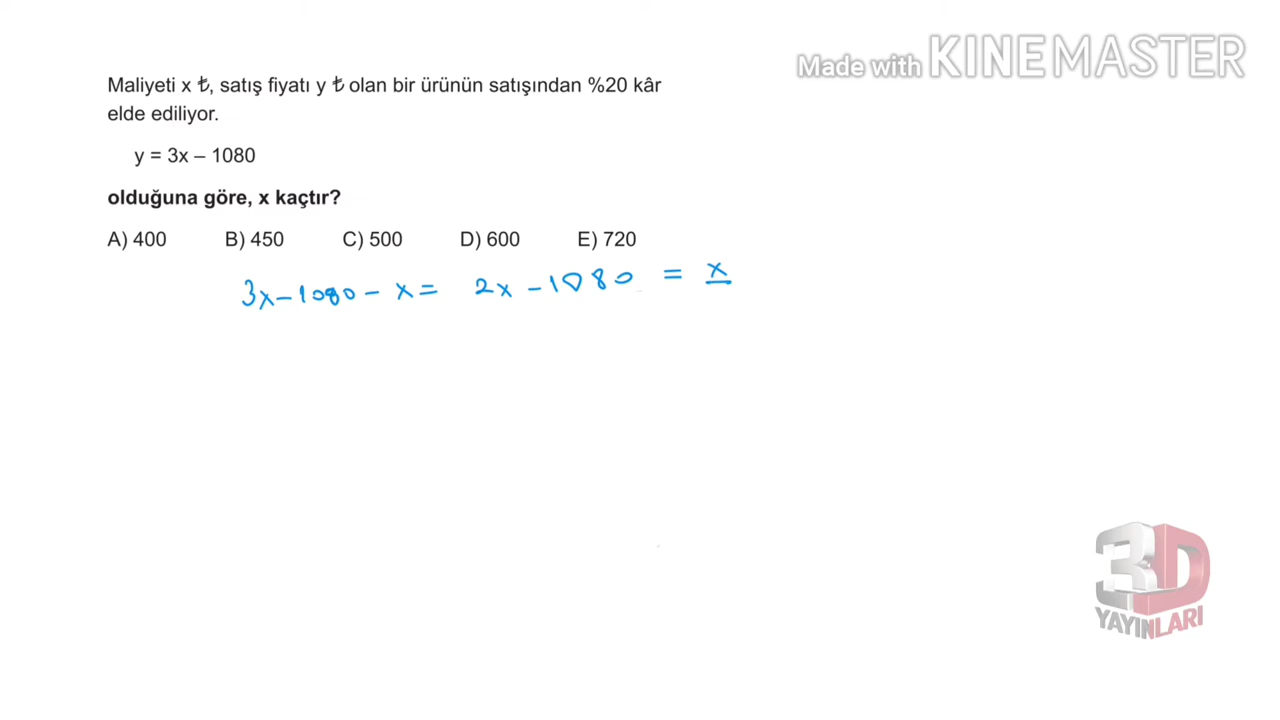 Made with KINEMASTER
Maliyeti x ₺, satış fiyatı y ₺ olan bir ürünün satışından %20 kâr
elde ediliyor.
y = 3x – 1080
olduğuna göre, x kaçtır?
A) 400 B) 450 C) 500 D) 600 E) 720
3x – 1080 – x = 2x – 1080 = x
3D
YAYINLARI